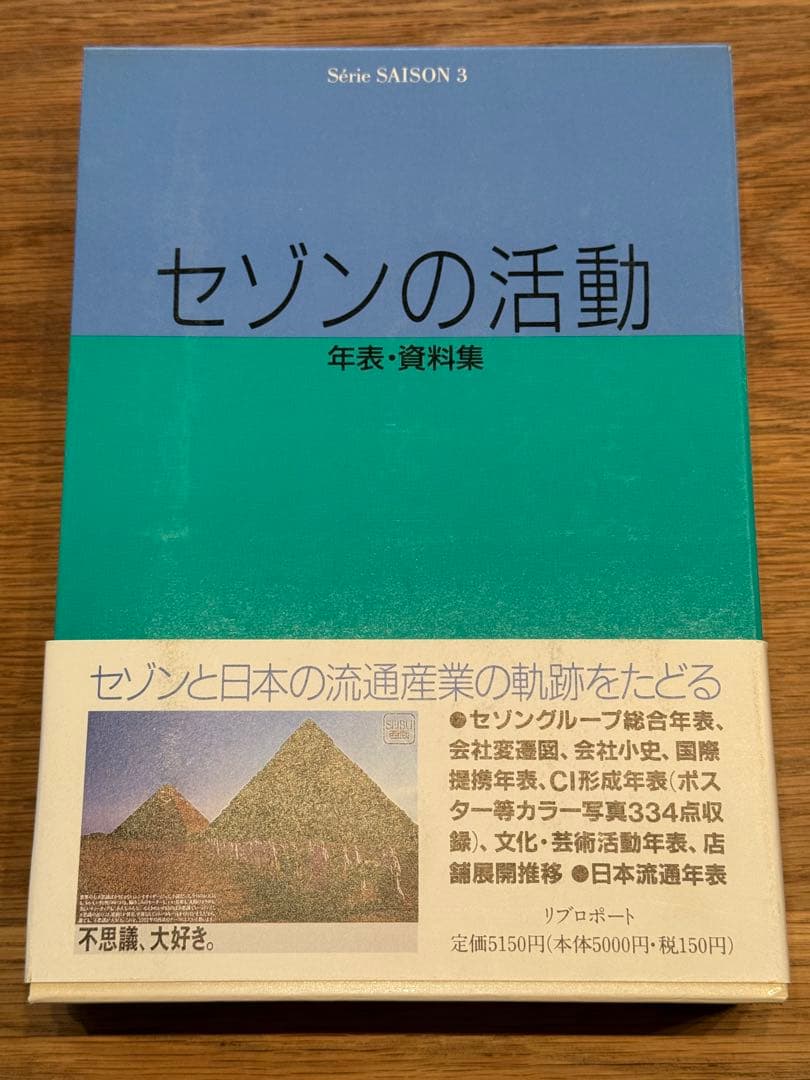 Série SAISON 3
セゾンの活動
年表・資料集
セゾンと日本の流通産業の軌跡をたどる
SEIBU
西武
不思議、大好き。
●セゾングループ総合年表、
会社変遷図、会社小史、国際
提携年表、CI形成年表(ポス
ター等カラー写真334点収
録)、文化・芸術活動年表、店
舗展開推移 ●日本流通年表
リブロポート
定価5150円(本体5000円・税150円)